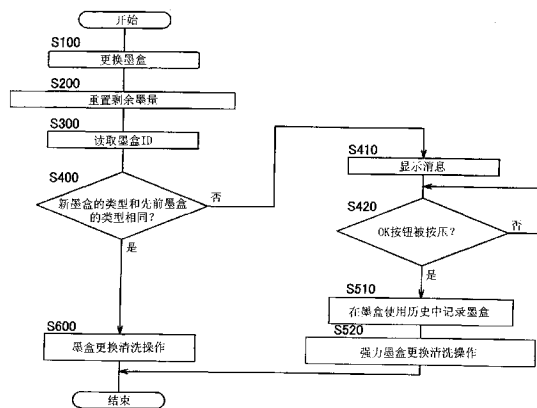 开始
S100
更换墨盒
S200
重置剩余墨量
S300
读取墨盒ID
S400
新墨盒的类型和先前墨盒
的类型相同?
否
是
S410
显示消息
S420
OK按钮被按压?
否
是
S510
在墨盒使用历史中记录墨盒
S520
强力墨盒更换清洗操作
S600
墨盒更换清洗操作
结束